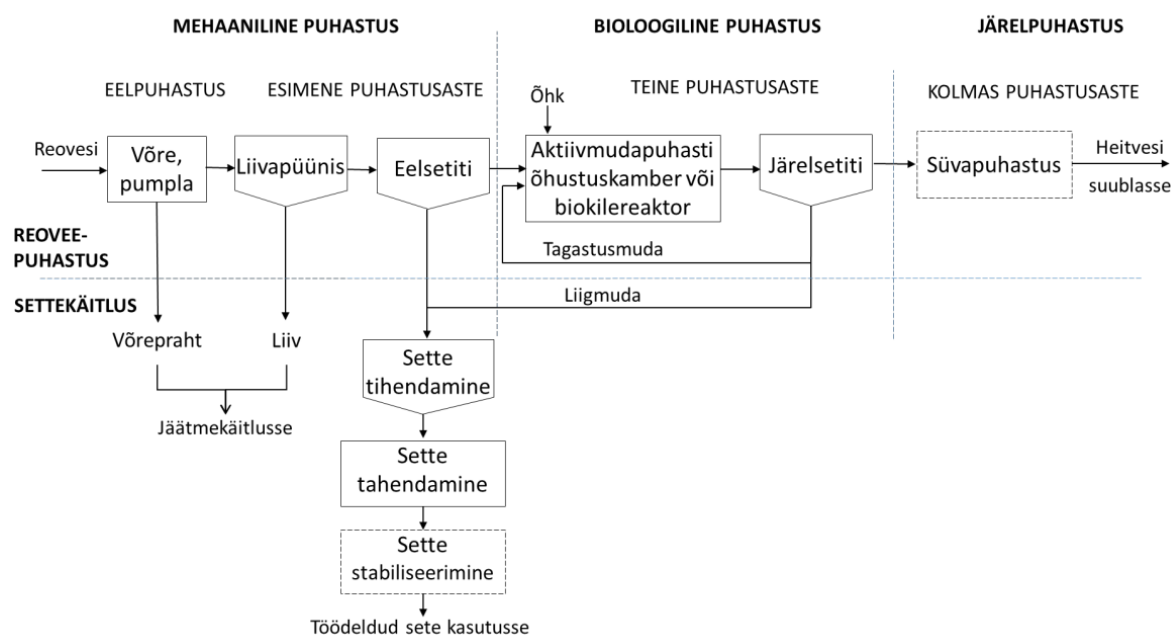 MEHAANILINE PUHASTUS
BIOLOOGILINE PUHASTUS
JÄRELPUHASTUS
EELPUHASTUS
ESIMENE PUHASTUSASTE
TEINE PUHASTUSASTE
KOLMAS PUHASTUSASTE
Õhk
Reovesi
Võre,
pumpla
Liivapüünis
Eelsetiti
Aktiivmudapuhasti
õhustuskamber või
biokilereaktor
Järelsetiti
Süvapuhastus
Heitvesi
suublasse
REOVEE-
PUHASTUS
Tagastusmuda
SETTEKÄITLUS
Liigmuda
Võrepraht
Liiv
Jäätmekäitlusse
Sette
tihendamine
Sette
tahendamine
Sette
stabiliseerimine
Töödeldud sete kasutusse